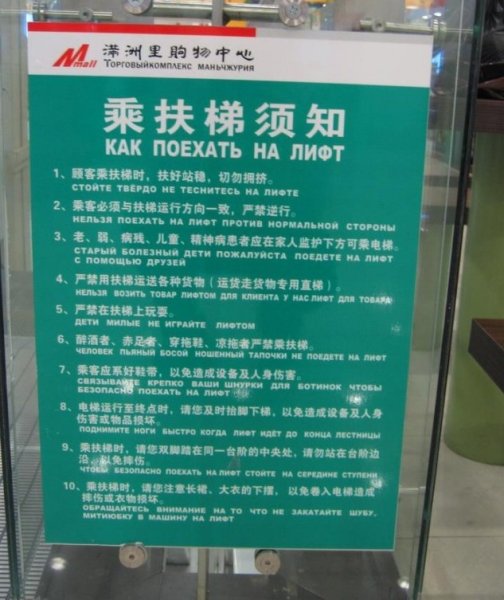 Mmall 满洲里购物中心
ТОРГОВЫЙКОМПЛЕКС МАНЬЧЖУРИЯ
乘扶梯须知
КАК ПОЕХАТЬ НА ЛИФТ
1、顾客乘扶梯时，扶好站稳，切勿拥挤。
СТОЙТЕ ТВЁРДО НЕ ТЕСНИТЕСЬ НА ЛИФТЕ
2、乘客必须与扶梯运行方向一致，严禁逆行。
НЕЛЬЗЯ ПОЕХАТЬ НА ЛИФТ ПРОТИВ НОРМАЛЬНОЙ СТОРОНЫ
3、老、弱、病残、儿童、精神病患者应在家人监护下方可乘电梯。
СТАРЫЙ БОЛЕЗНЫЙ ДЕТИ ПОЖАЛУЙСТА ПОЕДЕТЕ НА ЛИФТ
С ПОМОЩЬЮ ДРУЗЕЙ
4、严禁用扶梯运送各种货物（运货走货物专用直梯）。
НЕЛЬЗЯ ВОЗИТЬ ТОВАР ЛИФТОМ ДЛЯ КЛИЕНТА У НАС ЛИФТ ДЛЯ ТОВАРА
5、严禁在扶梯上玩耍。
ДЕТИ МИЛЫЕ НЕ ИГРАЙТЕ ЛИФТОМ
6、醉酒者、赤足者、穿拖鞋、凉拖者严禁乘扶梯。
ЧЕЛОВЕК ПЬЯНЫЙ БОСОЙ НОШЕННЫЙ ТАПОЧКИ НЕ ПОЕДЕТЕ НА ЛИФТ
7、乘客应系好鞋带，以免造成设备及人身伤害。
СВЯЗЫВАЙТЕ КРЕПКО ВАШИ ШНУРКИ ДЛЯ БОТИНОК ЧТОБЫ
БЕЗОПАСНО ПОЕХАТЬ НА ЛИФТ
8、电梯运行至终点时，请您及时抬脚下梯，以免造成设备及人身
伤害或物品损坏。
ПОДНИМИТЕ НОГИ БЫСТРО КОГДА ЛИФТ ИДЁТ ДО КОНЦА ЛЕСТНИЦЫ
9、乘扶梯时，请您双脚踏在同一台阶的中央处，请勿站在台阶边
沿，以免摔伤。
ЧТОБЫ БЕЗОПАСНО ПОЕХАТЬ НА ЛИФТ СТОЙТЕ НА СЕРЕДИНЕ СТУПЕНИ
10、乘扶梯时，请您注意长裙、大衣的下摆，以免卷入电梯造成
摔伤或衣物损坏。
ОБРАЩАЙТЕСЬ ВНИМАНИЕ НА ТО ЧТО НЕ ЗАКАТАЙТЕ ШУБУ,
МИТИЮБКУ В МАШИНУ НА ЛИФТ